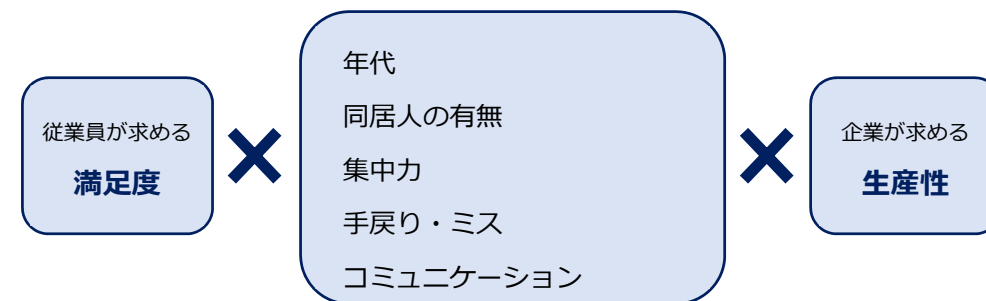 従業員が求める
満足度
年代
同居人の有無
集中力
手戻り・ミス
コミュニケーション
企業が求める
生産性